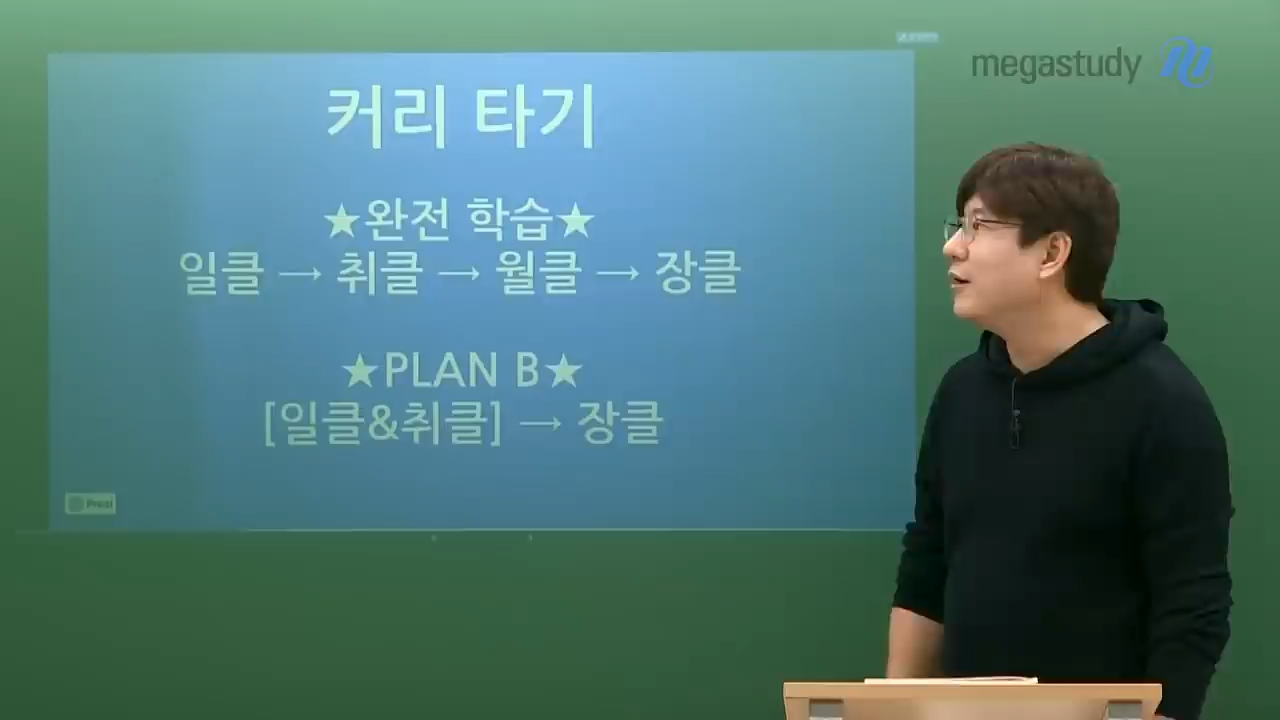 megastudy
커리 타기
★완전 학습★
일클 → 취클 → 월클 → 장클
★PLAN B★
[일클&취클] → 장클
Prezi